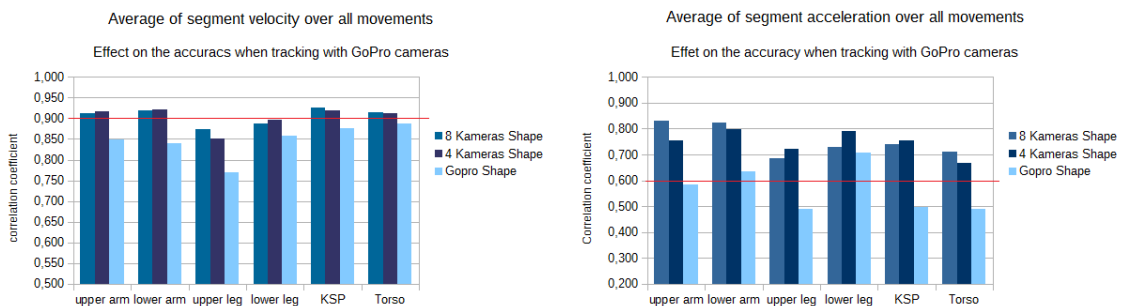 Average of segment velocity over all movements
Effect on the accuracs when tracking with GoPro cameras
1,000
0,950
0,900
0,850
0,800
0,750
0,700
0,650
0,600
0,550
0,500
correlation coefficient
upper arm lower arm upper leg lower leg KSP Torso
8 Kameras Shape
4 Kameras Shape
Gopro Shape
Average of segment acceleration over all movements
Effet on the accuracy when tracking with GoPro cameras
1,000
0,900
0,800
0,700
0,600
0,500
0,400
0,300
0,200
Correlation coefficient
upper arm lower arm upper leg lower leg KSP Torso
8 Kameras Shape
4 Kameras Shape
Gopro Shape